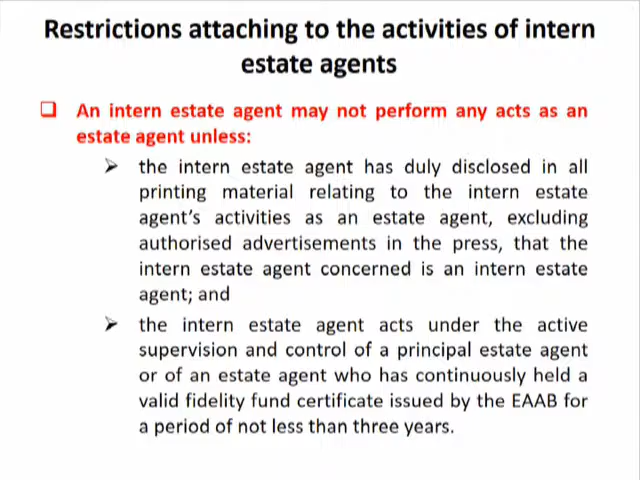 Restrictions attaching to the activities of intern
estate agents
An intern estate agent may not perform any acts as an
estate agent unless:
the intern estate agent has duly disclosed in all
printing material relating to the intern estate
agent's activities as an estate agent, excluding
authorised advertisements in the press, that the
intern estate agent concerned is an intern estate
agent; and
the intern estate agent acts under the active
supervision and control of a principal estate agent
or of an estate agent who has continuously held a
valid fidelity fund certificate issued by the EAAB for
a period of not less than three years.